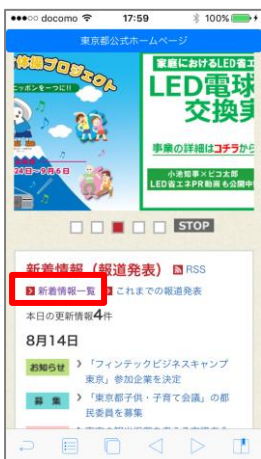 docomo 17:59 100%
東京都公式ホームページ
体操プロジェクト
ニッポンを一つに!!
24日~9月6日
家庭におけるLED省エ
LED電球
交換実
事業の詳細はコチラから
小池知事×ピコ太郎
LED省エネPR動画も公開中
STOP
新着情報（報道発表） RSS
新着情報一覧 これまでの報道発表
本日の更新情報4件
8月14日
お知らせ 「フィンテックビジネスキャンプ
東京」参加企業を決定
募集 「東京都子供・子育て会議」の都
民委員を募集